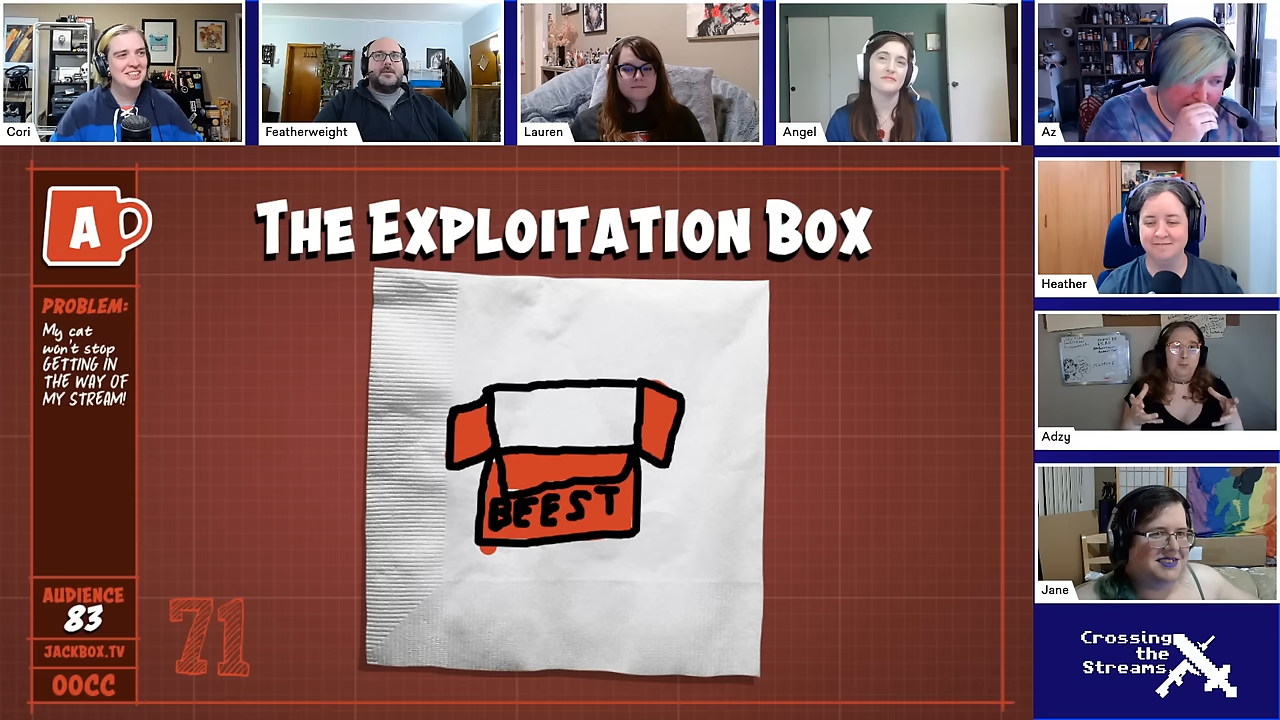 Cori
Featherweight
Lauren
Angel
Az
A
THE EXPLOITATION BOX
PROBLEM:
My cat
won't stop
GETTING IN
THE WAY OF
MY STREAM!
BEEST
AUDIENCE
83
JACKBOX.TV
OOCC
71
Heather
Adzy
Jane
Crossing
the
Streams